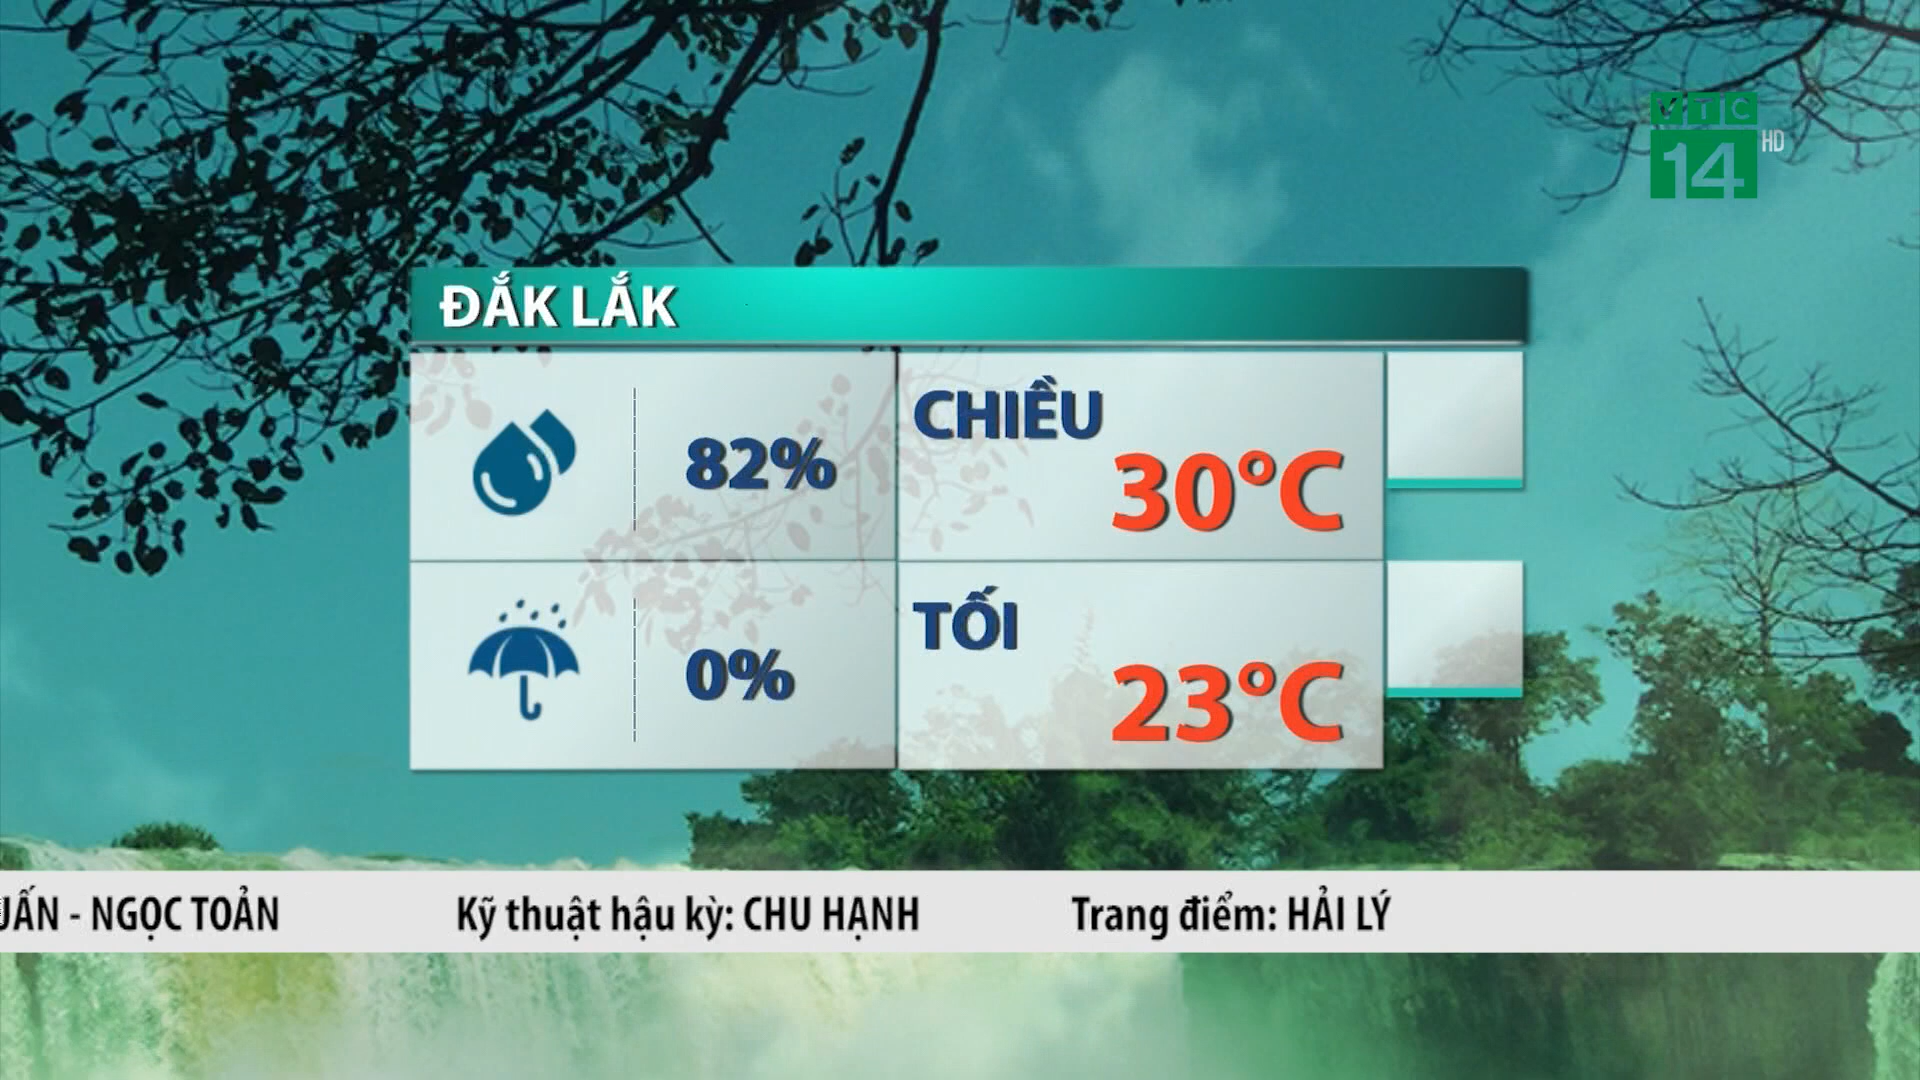 VTC
14 HD
ĐẮK LẮK
82%
CHIỀU
30°C
0%
TỐI
23°C
- NGỌC TOẢN Kỹ thuật hậu kỳ: CHU HẠNH Trang điểm: HẢI LÝ